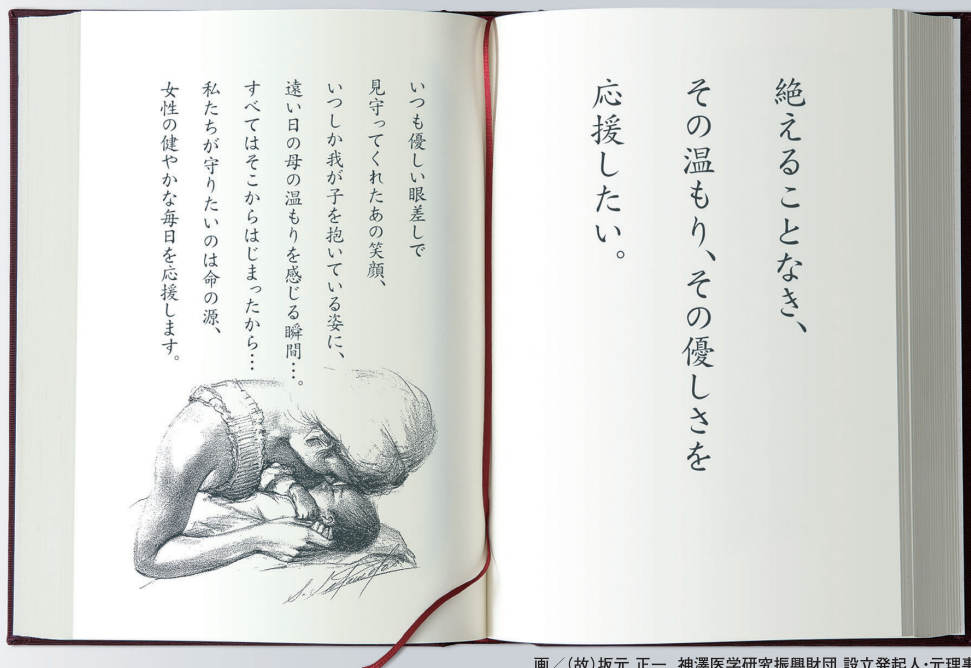 絶えることなき、
その温もり、その優しさを
応援したい。
いつも優しい眼差しで
見守ってくれたあの笑顔、
いつしか我が子を抱いている姿に、
遠い日の母の温もりを感じる瞬間…。
すべてはそこからはじまったから…
私たちが守りたいのは命の源、
女性の健やかな毎日を応援します。
画/(故)坂元 正一 神澤医学研究振興財団 設立発起人・元理事